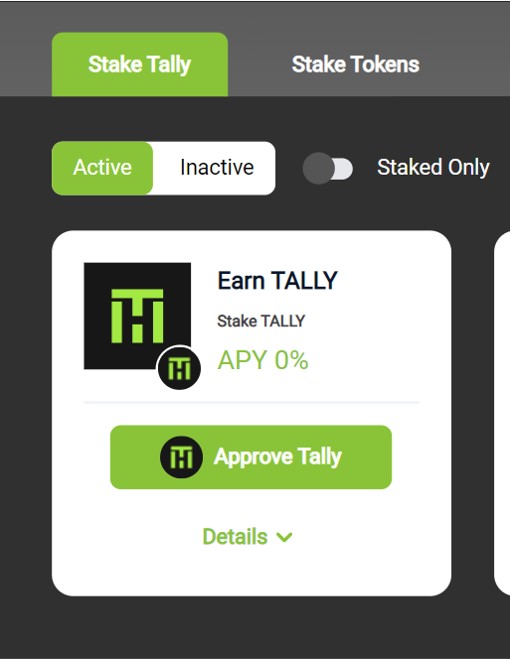 Stake Tally
Stake Tokens
Active
Inactive
Staked Only
Earn TALLY
Stake TALLY
APY 0%
Approve Tally
Details